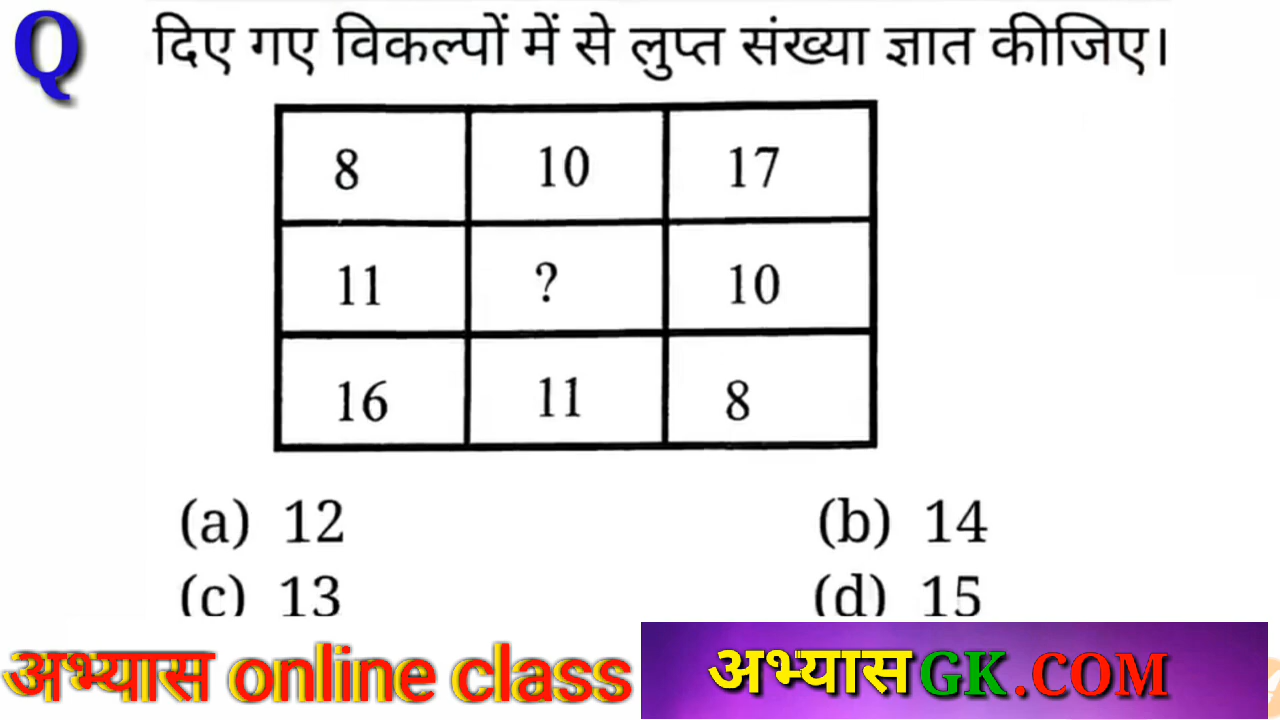 Q दिए गए विकल्पों में से लुप्त संख्या ज्ञात कीजिए।
8 10 17
11 ? 10
16 11 8
(a) 12 (b) 14
(c) 13 (d) 15
अभ्यास online class अभ्यास GK.COM